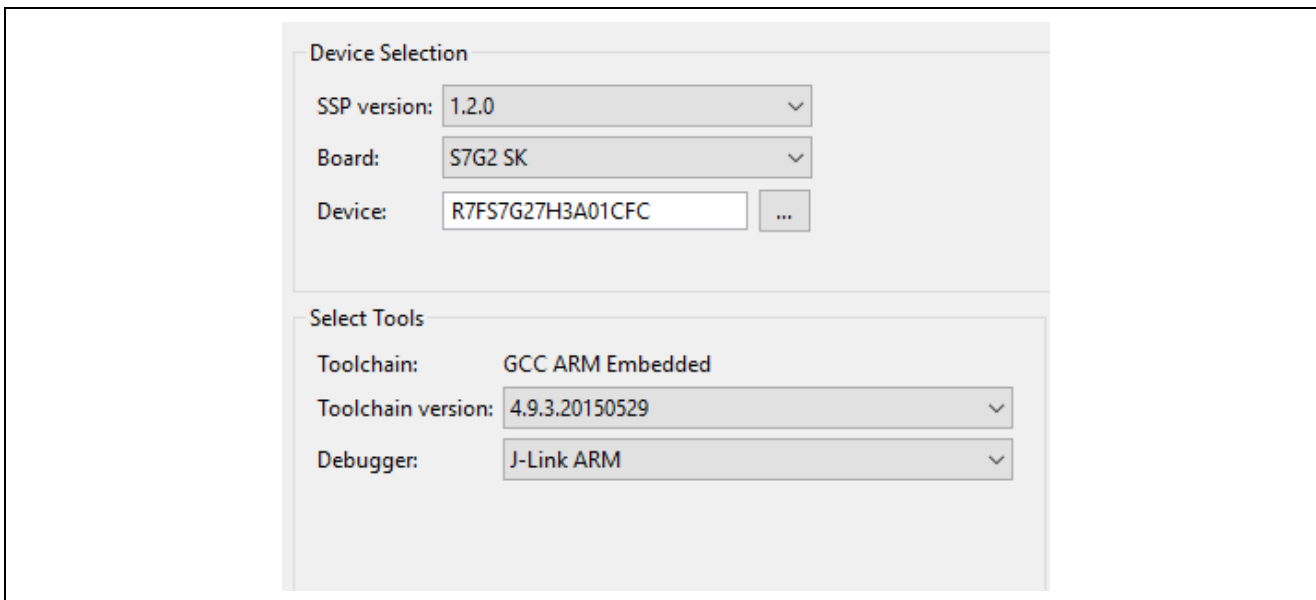 Device Selection
SSP version: 1.2.0
Board: S7G2 SK
Device: R7FS7G27H3A01CFC ...
Select Tools
Toolchain: GCC ARM Embedded
Toolchain version: 4.9.3.20150529
Debugger: J-Link ARM